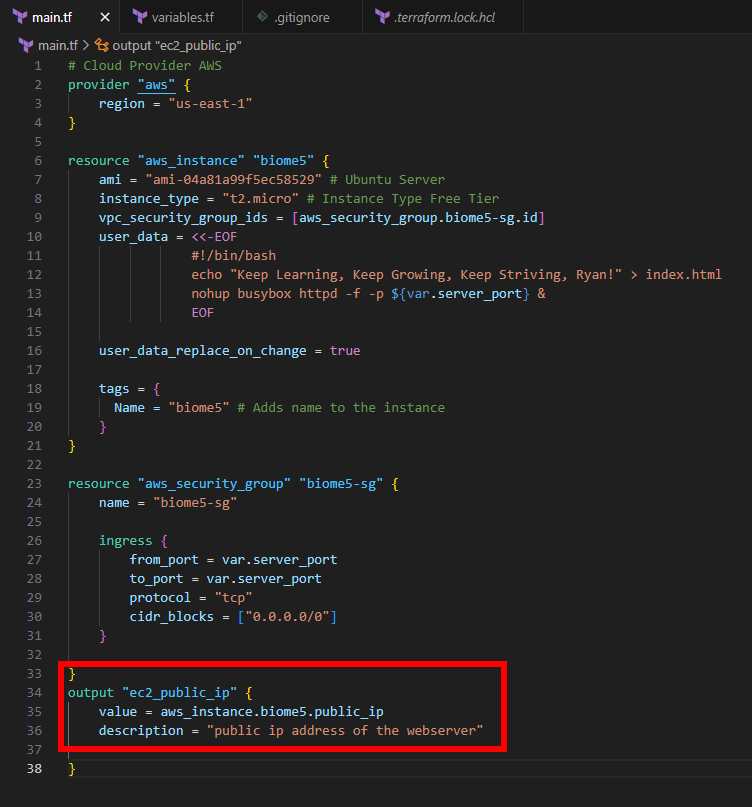 main.tf
variables.tf
.gitignore
.terraform.lock.hcl
main.tf > output "ec2_public_ip"
1 # Cloud Provider AWS
2 provider "aws" {
3     region = "us-east-1"
4 }
5
6 resource "aws_instance" "biome5" {
7     ami = "ami-04a81a99f5ec58529" # Ubuntu Server
8     instance_type = "t2.micro" # Instance Type Free Tier
9     vpc_security_group_ids = [aws_security_group.biome5-sg.id]
10     user_data = <<-EOF
11                 #!/bin/bash
12                 echo "Keep Learning, Keep Growing, Keep Striving, Ryan!" > index.html
13                 nohup busybox httpd -f -p ${var.server_port} &
14                 EOF
15
16     user_data_replace_on_change = true
17
18     tags = {
19       Name = "biome5" # Adds name to the instance
20     }
21 }
22
23 resource "aws_security_group" "biome5-sg" {
24     name = "biome5-sg"
25
26     ingress {
27         from_port = var.server_port
28         to_port = var.server_port
29         protocol = "tcp"
30         cidr_blocks = ["0.0.0.0/0"]
31     }
32
33 }
34 output "ec2_public_ip" {
35     value = aws_instance.biome5.public_ip
36     description = "public ip address of the webserver"
37
38 }